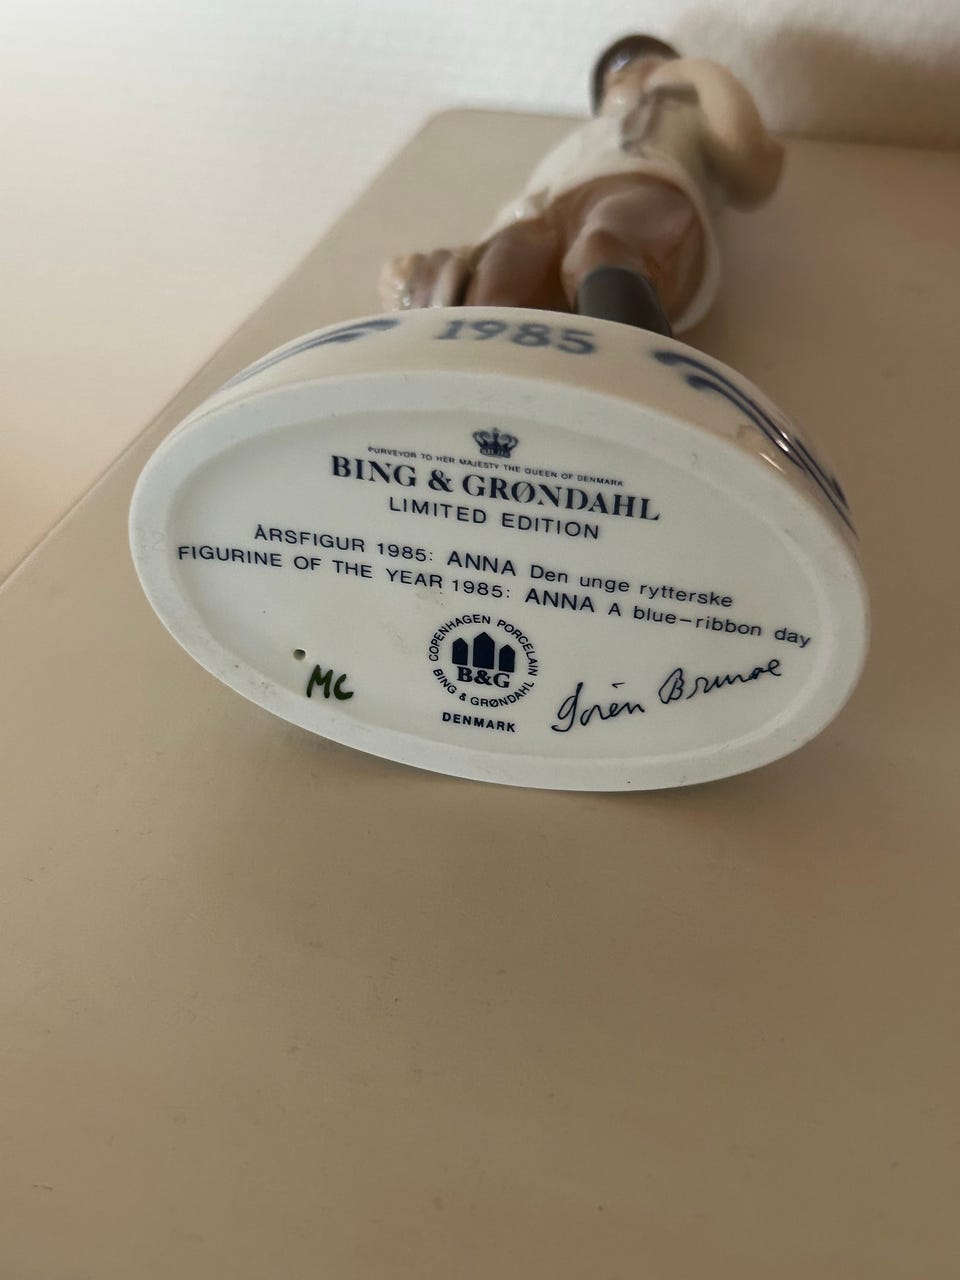 1985
PURVEYOR TO HER MAJESTY THE QUEEN OF DENMARK
BING & GRØNDAHL
LIMITED EDITION
ÅRSFIGUR 1985: ANNA Den unge rytterske
FIGURINE OF THE YEAR 1985: ANNA A blue-ribbon day
COPENHAGEN PORCELAIN
B&G
BING & GRØNDAHL
DENMARK
MC